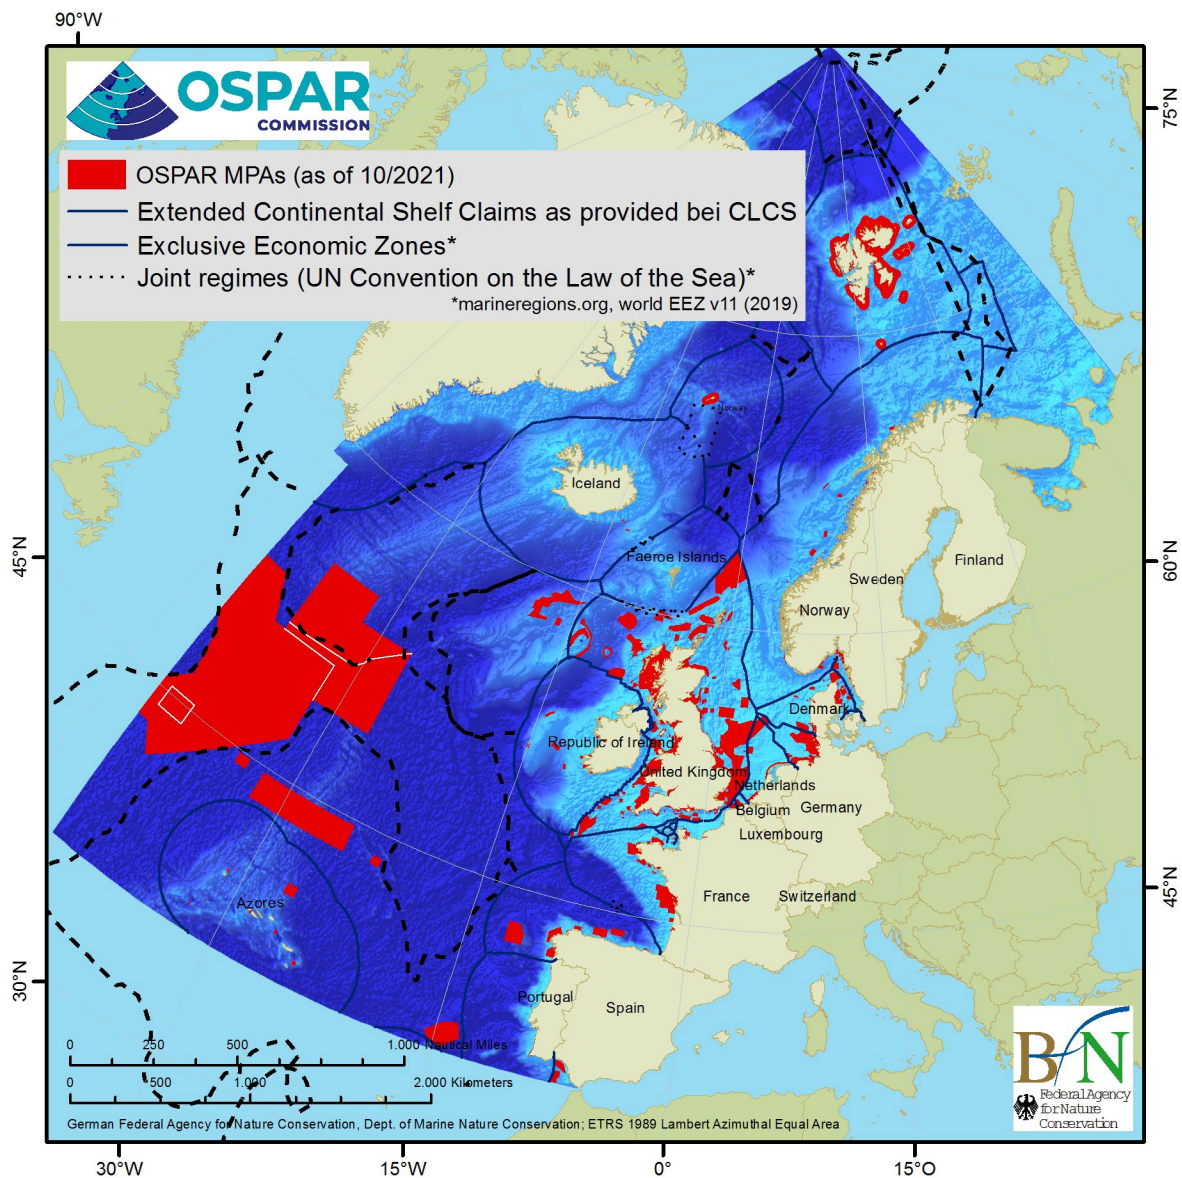 90°W
75°N
OSPAR
COMMISSION
OSPAR MPAs (as of 10/2021)
Extended Continental Shelf Claims as provided bei CLCS
Exclusive Economic Zones*
Joint regimes (UN Convention on the Law of the Sea)*
*marineregions.org, world EEZ v11 (2019)
Norway
Iceland
45°N
Faeroe Islands
Finland
60°N
Sweden
Norway
Denmark
Republic of Ireland
United Kingdom
Netherlands
Belgium
Germany
Luxembourg
France
Switzerland
45°N
Azores
30°N
Portugal
Spain
0 250 500 1.000 Nautical Miles
0 500 1.000 2.000 Kilometers
BfN
Federal Agency
for Nature
Conservation
German Federal Agency for Nature Conservation, Dept. of Marine Nature Conservation; ETRS 1989 Lambert Azimuthal Equal Area
30°W
15°W
0°
15°O